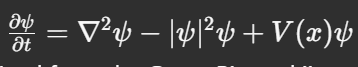 ∂ψ/∂t = ∇²ψ − |ψ|²ψ + V(x)ψ